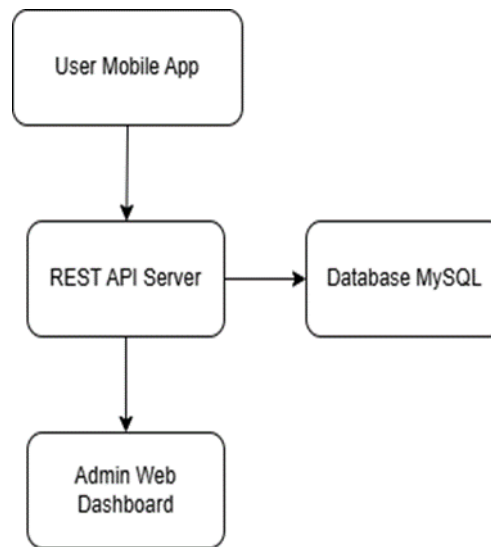 User Mobile App
REST API Server
Database MySQL
Admin Web
Dashboard